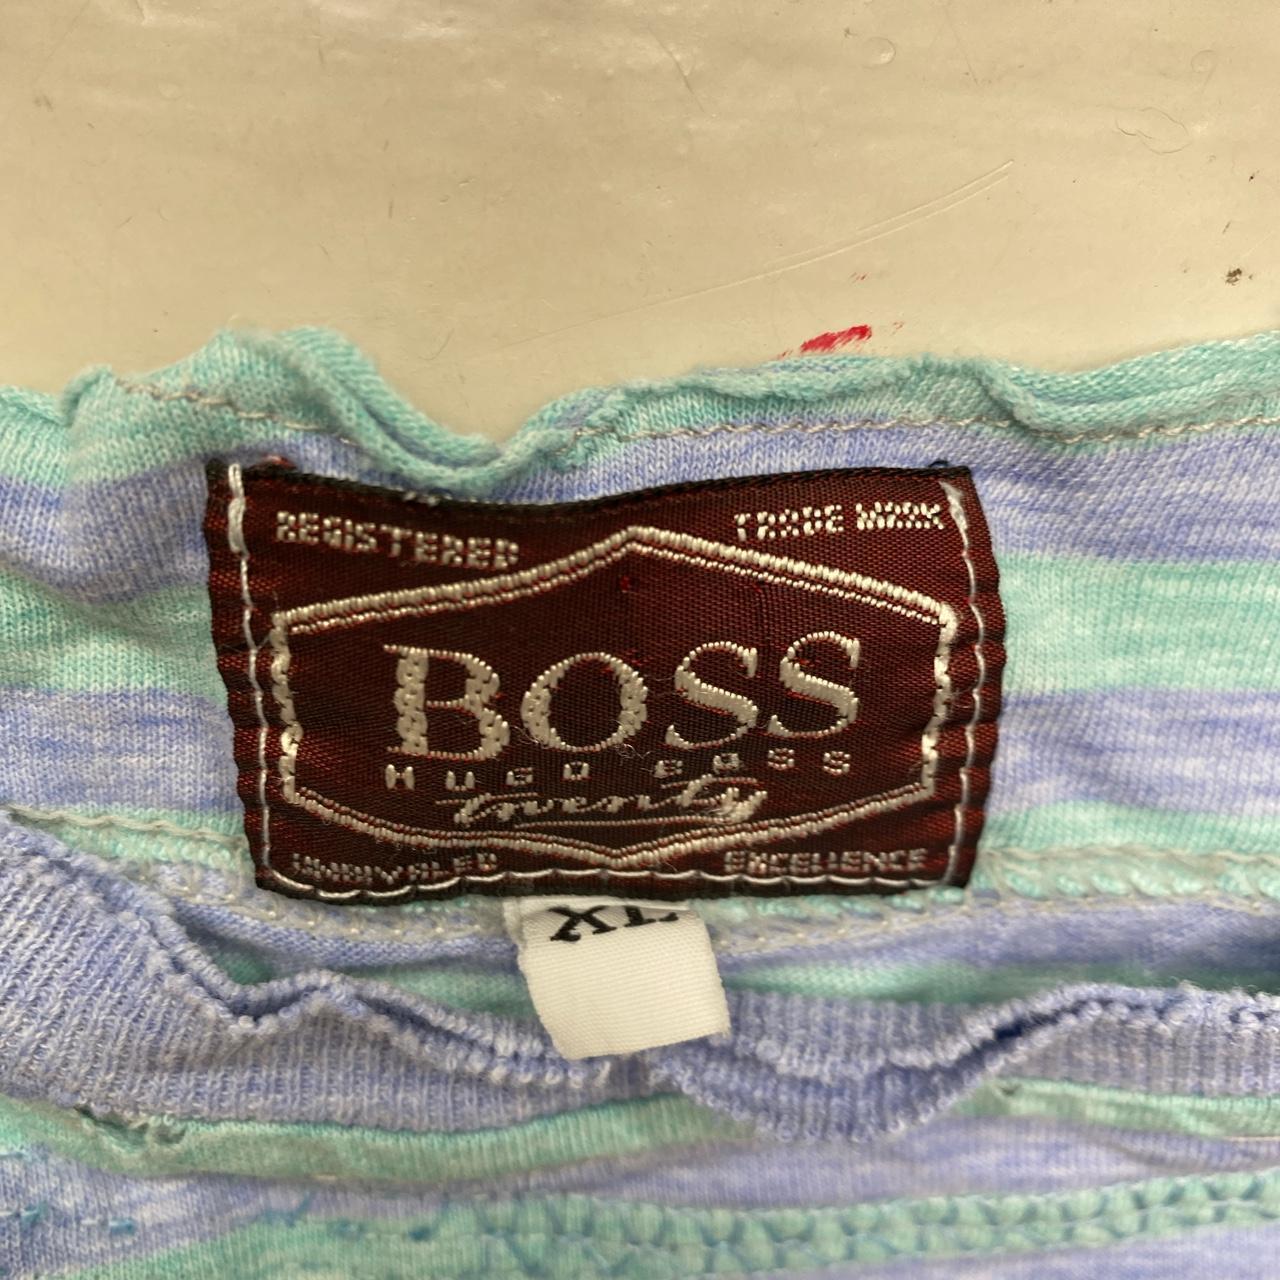 REGISTERED TRADE MARK
BOSS
HUGO BOSS
twenty
UNRIVALED EXCELLENCE
XL